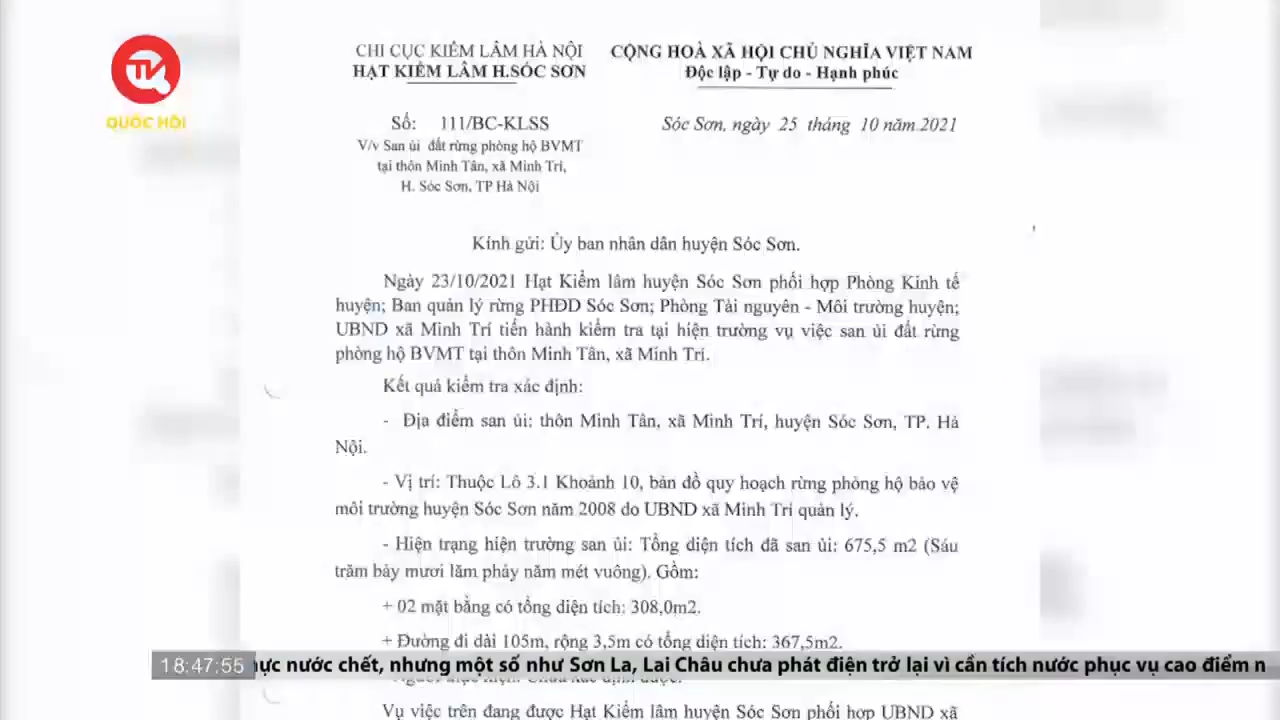 QUỐC HỘI
CHI CỤC KIỂM LÂM HÀ NỘI
HẠT KIỂM LÂM H.SÓC SƠN
CỘNG HOÀ XÃ HỘI CHỦ NGHĨA VIỆT NAM
Độc lập - Tự do - Hạnh phúc
Số: 111/BC-KLSS
V/v San ủi đất rừng phòng hộ BVMT
tại thôn Minh Tân, xã Minh Trí,
H. Sóc Sơn, TP Hà Nội
Sóc Sơn, ngày 25 tháng 10 năm 2021
Kính gửi: Ủy ban nhân dân huyện Sóc Sơn.
Ngày 23/10/2021 Hạt Kiểm lâm huyện Sóc Sơn phối hợp Phòng Kinh tế
huyện; Ban quản lý rừng PHĐD Sóc Sơn; Phòng Tài nguyên - Môi trường huyện;
UBND xã Minh Trí tiến hành kiểm tra tại hiện trường vụ việc san ủi đất rừng
phòng hộ BVMT tại thôn Minh Tân, xã Minh Trí.
Kết quả kiểm tra xác định:
- Địa điểm san ủi: thôn Minh Tân, xã Minh Trí, huyện Sóc Sơn, TP. Hà
Nội.
- Vị trí: Thuộc Lô 3.1 Khoảnh 10, bản đồ quy hoạch rừng phòng hộ bảo vệ
môi trường huyện Sóc Sơn năm 2008 do UBND xã Minh Trí quản lý.
- Hiện trạng hiện trường san ủi: Tổng diện tích đã san ủi: 675,5 m2 (Sáu
trăm bảy mươi lăm phảy năm mét vuông). Gồm:
+ 02 mặt bằng có tổng diện tích: 308,0m2.
+ Đường đi dài 105m, rộng 3,5m có tổng diện tích: 367,5m2.
18:47:55 nực nước chết, nhưng một số như Sơn La, Lai Châu chưa phát điện trở lại vì cần tích nước phục vụ cao điểm n
Vụ việc trên đang được Hạt Kiểm lâm huyện Sóc Sơn phối hợp UBND xã